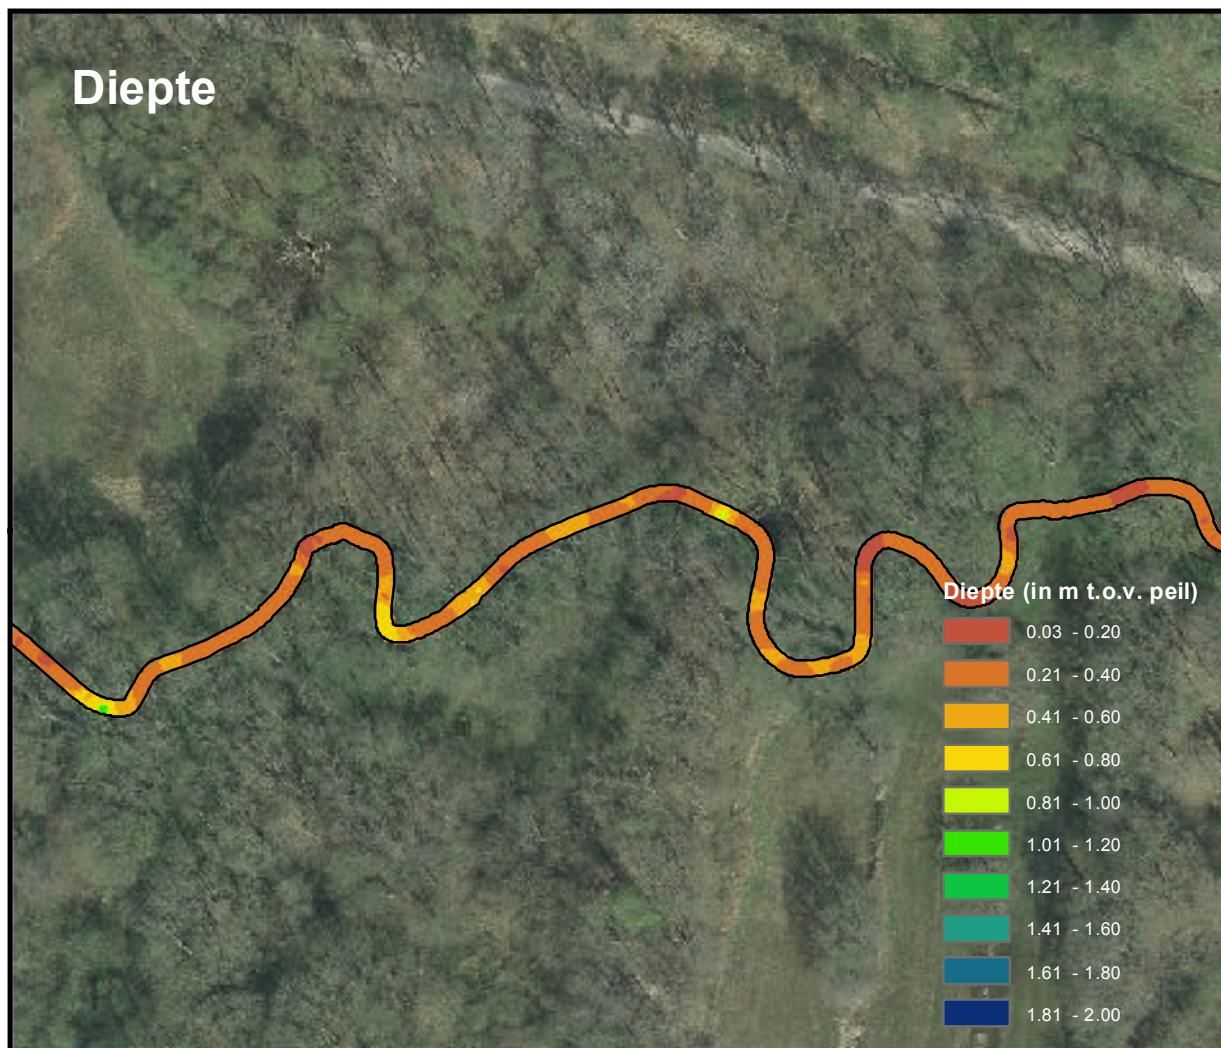 Diepte
Diepte (in m t.o.v. peil)
0.03 - 0.20
0.21 - 0.40
0.41 - 0.60
0.61 - 0.80
0.81 - 1.00
1.01 - 1.20
1.21 - 1.40
1.41 - 1.60
1.61 - 1.80
1.81 - 2.00